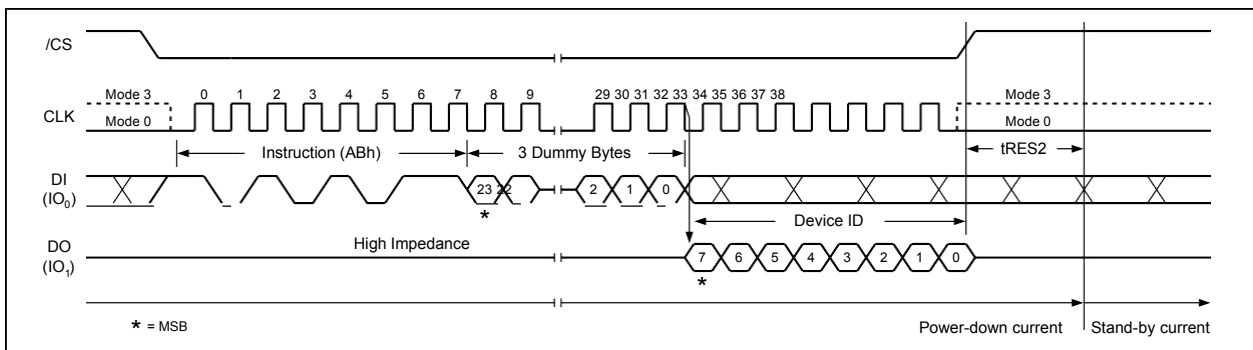 /CS
Mode 3 0 1 2 3 4 5 6 7 8 9 29 30 31 32 33 34 35 36 37 38 Mode 3
CLK
Mode 0 Mode 0
Instruction (ABh) 3 Dummy Bytes tRES2
DI
(IO0)
23 22 2 1 0
*
Device ID
DO
(IO1)
High Impedance
7 6 5 4 3 2 1 0
*
* = MSB
Power-down current Stand-by current